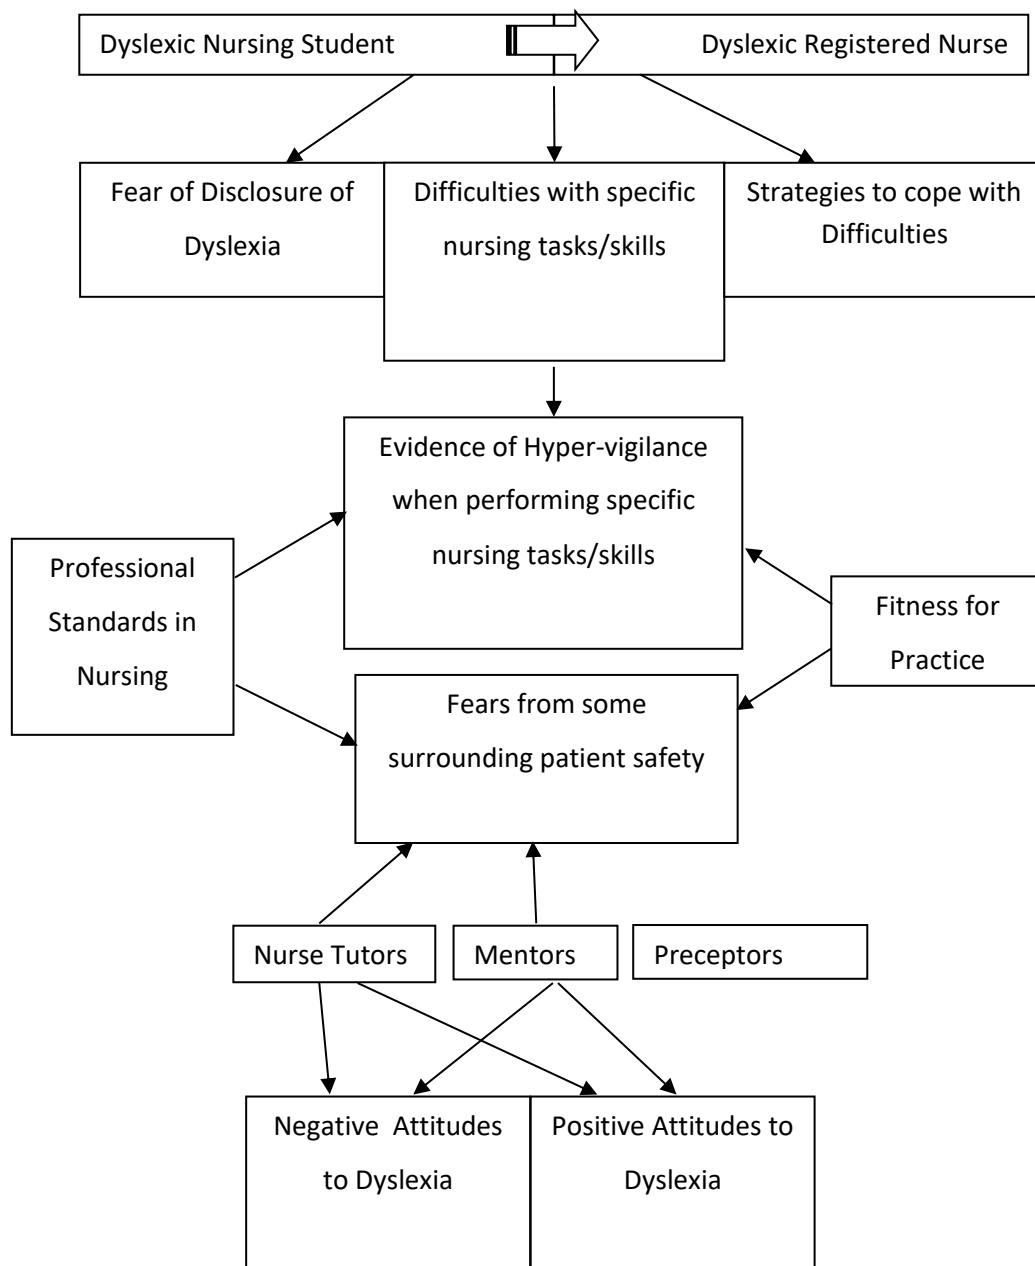 Dyslexic Nursing Student
Dyslexic Registered Nurse
Fear of Disclosure of
Dyslexia
Difficulties with specific
nursing tasks/skills
Strategies to cope with
Difficulties
Evidence of Hyper-vigilance
when performing specific
nursing tasks/skills
Professional
Standards in
Nursing
Fitness for
Practice
Fears from some
surrounding patient safety
Nurse Tutors
Mentors
Preceptors
Negative Attitudes
to Dyslexia
Positive Attitudes to
Dyslexia